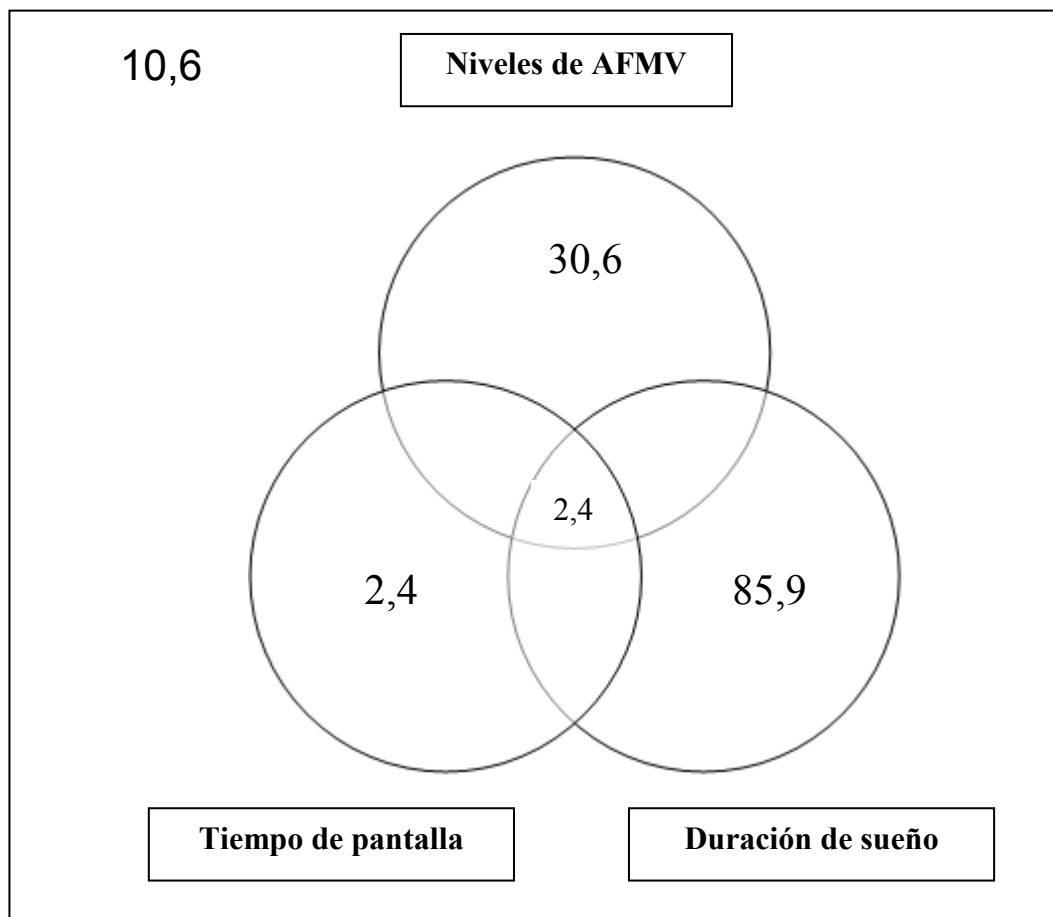 10,6
Niveles de AFMV
30,6
2,4
2,4
85,9
Tiempo de pantalla
Duración de sueño